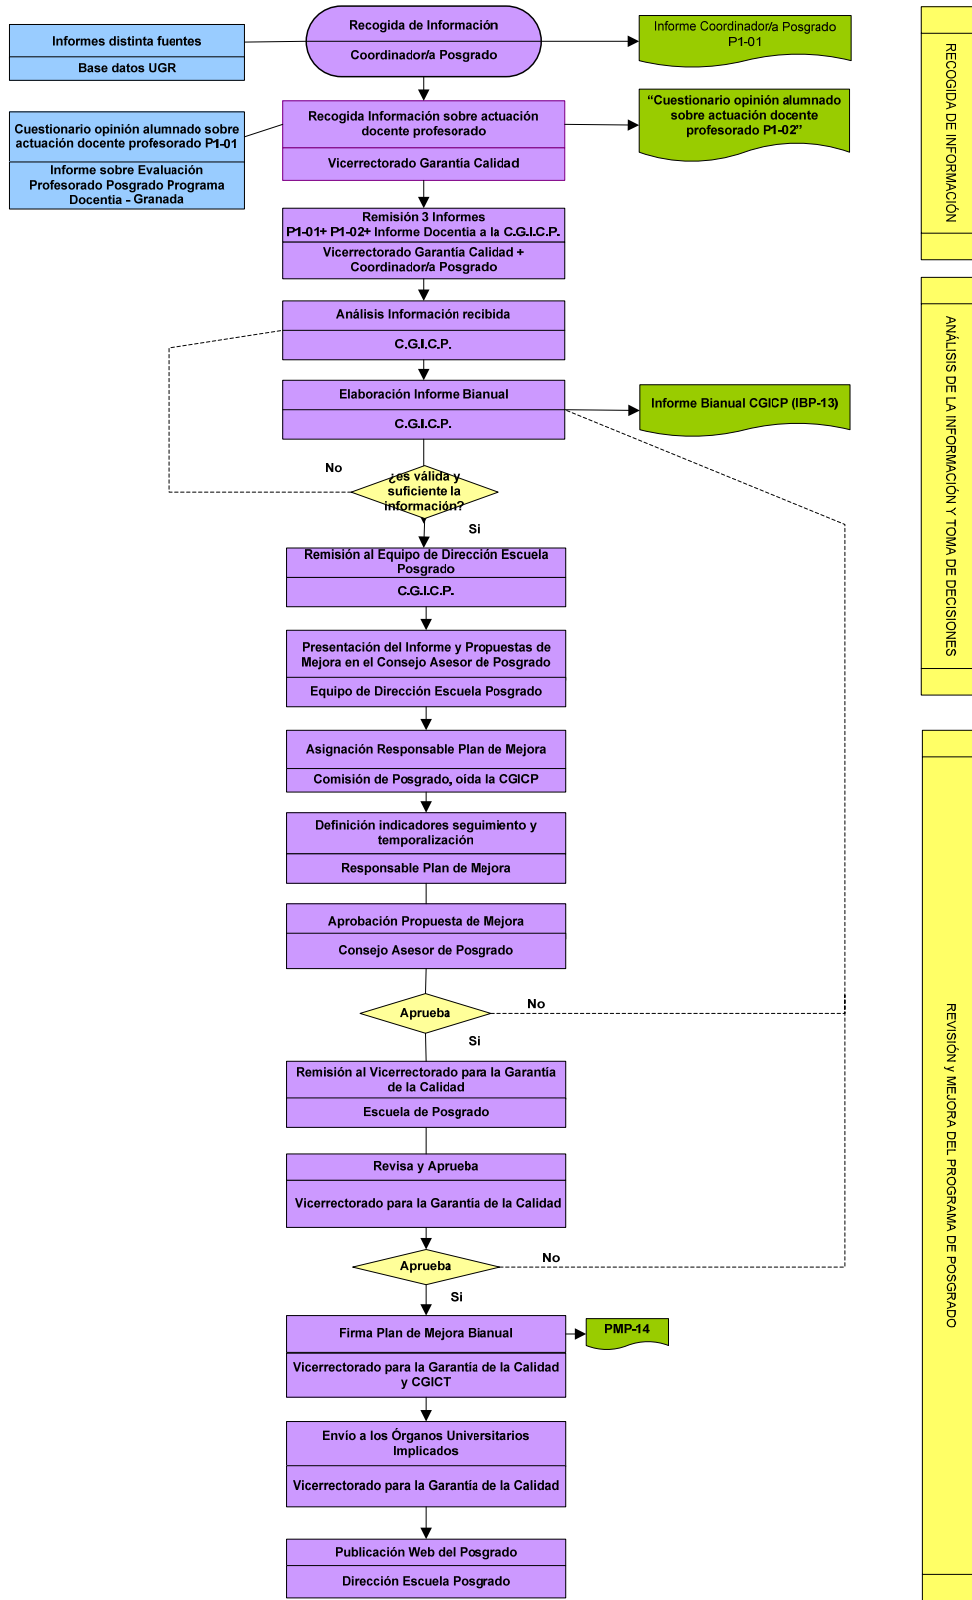 Recogida de Información
Coordinador/a Posgrado
Informes distinta fuentes
Base datos UGR
Informe Coordinador/a Posgrado
P1-01
Cuestionario opinión alumnado sobre
actuación docente profesorado P1-01
Informe sobre Evaluación
Profesorado Posgrado Programa
Docentia - Granada
Recogida Información sobre actuación
docente profesorado
Vicerrectorado Garantía Calidad
“Cuestionario opinión alumnado
sobre actuación docente
profesorado P1-02”
Remisión 3 Informes
P1-01+ P1-02+ Informe Docentia a la C.G.I.C.P.
Vicerrectorado Garantía Calidad +
Coordinador/a Posgrado
RECOGIDA DE INFORMACIÓN
Análisis Información recibida
C.G.I.C.P.
Elaboración Informe Bianual
C.G.I.C.P.
Informe Bianual CGICP (IBP-13)
No
¿es válida y
suficiente la
información?
Si
Remisión al Equipo de Dirección Escuela
Posgrado
C.G.I.C.P.
Presentación del Informe y Propuestas de
Mejora en el Consejo Asesor de Posgrado
Equipo de Dirección Escuela Posgrado
ANÁLISIS DE LA INFORMACIÓN Y TOMA DE DECISIONES
Asignación Responsable Plan de Mejora
Comisión de Posgrado, oída la CGICP
Definición indicadores seguimiento y
temporalización
Responsable Plan de Mejora
Aprobación Propuesta de Mejora
Consejo Asesor de Posgrado
Aprueba
No
Si
Remisión al Vicerrectorado para la Garantía
de la Calidad
Escuela de Posgrado
Revisa y Aprueba
Vicerrectorado para la Garantía de la Calidad
Aprueba
No
Si
Firma Plan de Mejora Bianual
Vicerrectorado para la Garantía de la Calidad
y CGICT
PMP-14
Envío a los Órganos Universitarios
Implicados
Vicerrectorado para la Garantía de la Calidad
Publicación Web del Posgrado
Dirección Escuela Posgrado
REVISIÓN y MEJORA DEL PROGRAMA DE POSGRADO